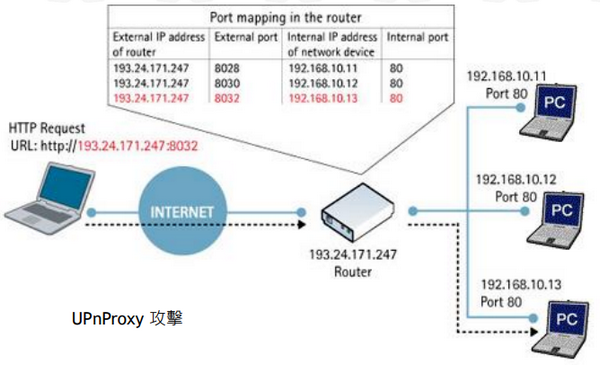 Port mapping in the router
External IP address of router External port Internal IP address of network device Internal port
193.24.171.247 8028 192.168.10.11 80
193.24.171.247 8030 192.168.10.12 80
193.24.171.247 8032 192.168.10.13 80
HTTP Request
URL: http://193.24.171.247:8032
INTERNET
193.24.171.247
Router
192.168.10.11
Port 80
PC
192.168.10.12
Port 80
PC
192.168.10.13
Port 80
PC
UPnProxy 攻擊